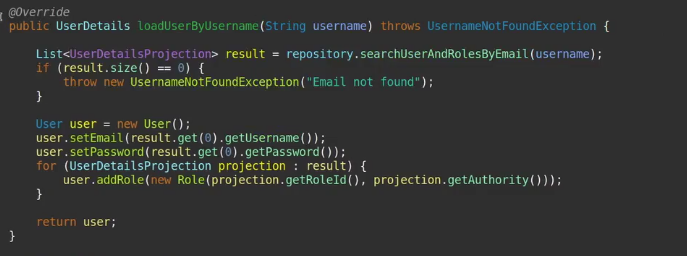 @Override
public UserDetails loadUserByUsername(String username) throws UsernameNotFoundException {
List<UserDetailsProjection> result = repository.searchUserAndRolesByEmail(username);
if (result.size() == 0) {
throw new UsernameNotFoundException("Email not found");
}
User user = new User();
user.setEmail(result.get(0).getUsername());
user.setPassword(result.get(0).getPassword());
for (UserDetailsProjection projection : result) {
user.addRole(new Role(projection.getRoleId(), projection.getAuthority()));
}
return user;
}